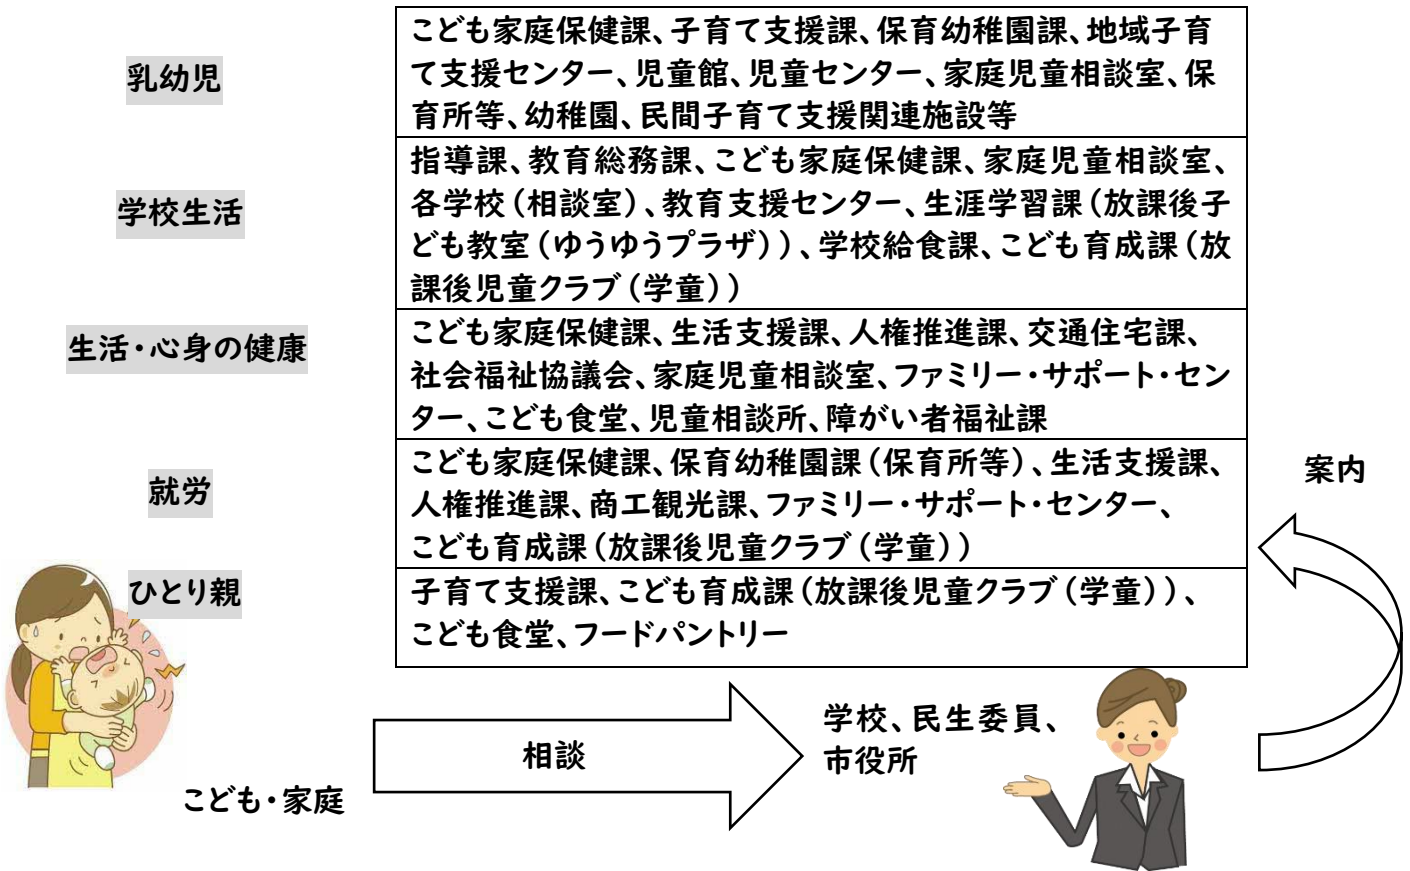 乳幼児
こども家庭保健課、子育て支援課、保育幼稚園課、地域子育
て支援センター、児童館、児童センター、家庭児童相談室、保
育所等、幼稚園、民間子育て支援関連施設等
学校生活
指導課、教育総務課、こども家庭保健課、家庭児童相談室、
各学校（相談室）、教育支援センター、生涯学習課（放課後子
ども教室（ゆうゆうプラザ））、学校給食課、こども育成課（放
課後児童クラブ（学童））
生活・心身の健康
こども家庭保健課、生活支援課、人権推進課、交通住宅課、
社会福祉協議会、家庭児童相談室、ファミリー・サポート・セン
ター、こども食堂、児童相談所、障がい者福祉課
就労
こども家庭保健課、保育幼稚園課（保育所等）、生活支援課、
人権推進課、商工観光課、ファミリー・サポート・センター、
こども育成課（放課後児童クラブ（学童））
ひとり親
子育て支援課、こども育成課（放課後児童クラブ（学童））、
こども食堂、フードパントリー
案内
こども・家庭
相談
学校、民生委員、
市役所